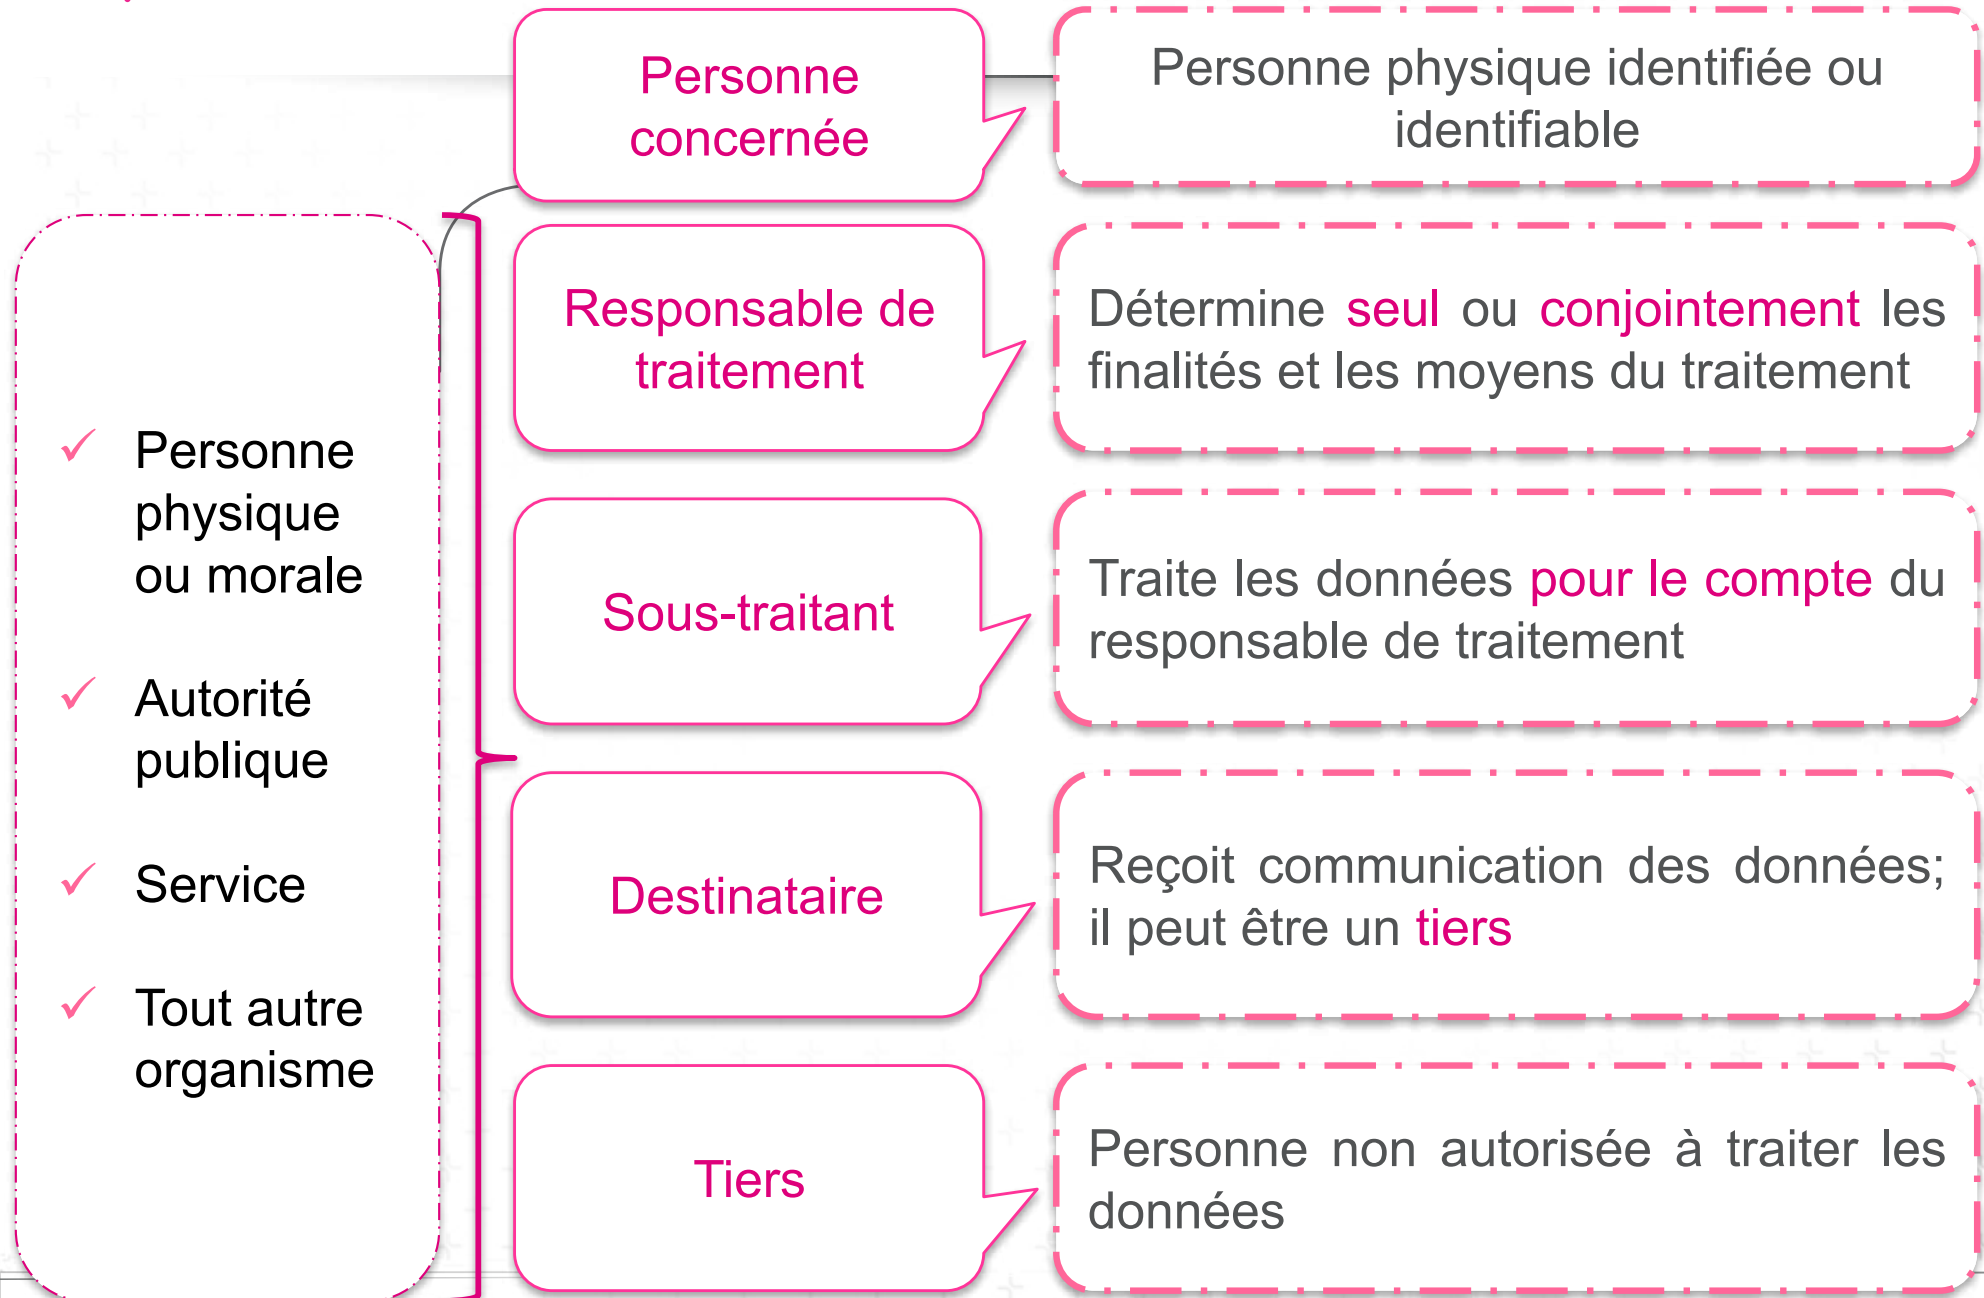 Personne
concernée
Personne physique identifiée ou
identifiable
✓ Personne
physique
ou morale
✓ Autorité
publique
✓ Service
✓ Tout autre
organisme
Responsable de
traitement
Détermine seul ou conjointement les
finalités et les moyens du traitement
Sous-traitant
Traite les données pour le compte du
responsable de traitement
Destinataire
Reçoit communication des données;
il peut être un tiers
Tiers
Personne non autorisée à traiter les
données